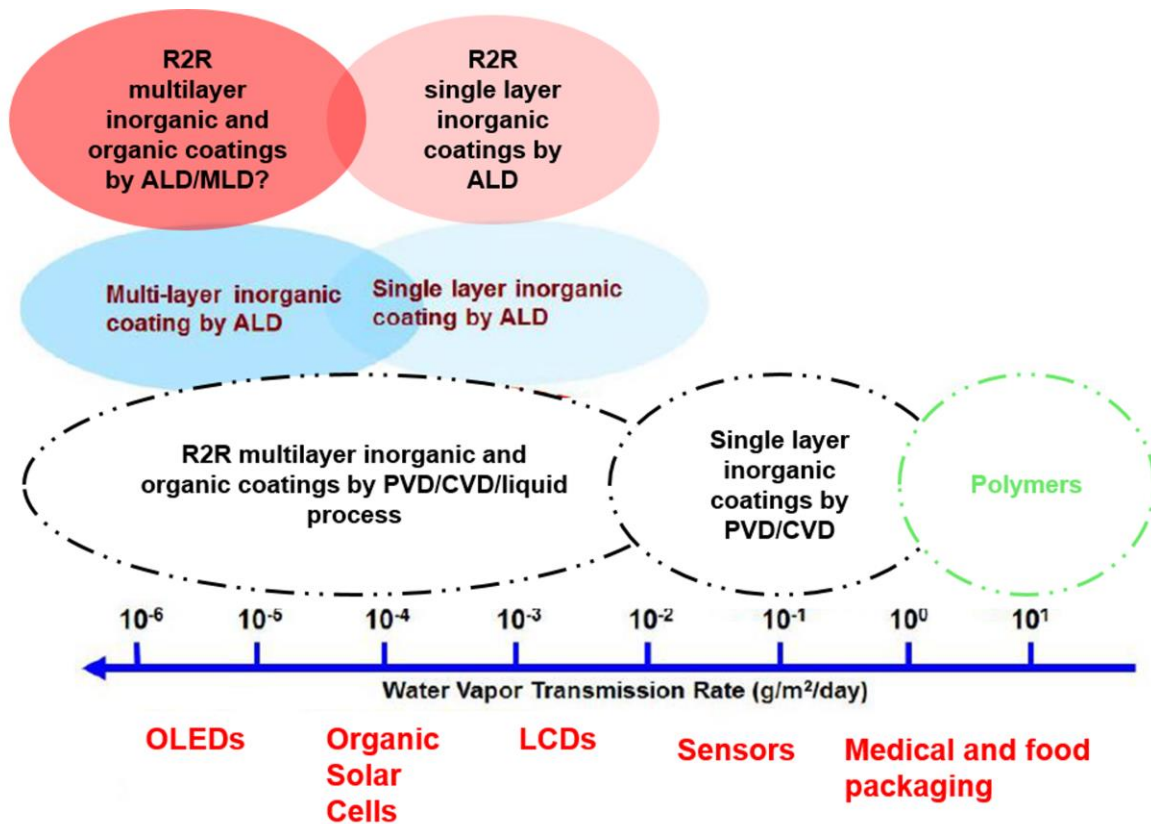 R2R
multilayer
inorganic and
organic coatings
by ALD/MLD?
R2R
single layer
inorganic
coatings by
ALD
Multi-layer inorganic
coating by ALD
Single layer inorganic
coating by ALD
R2R multilayer inorganic and
organic coatings by PVD/CVD/liquid
process
Single layer
inorganic
coatings by
PVD/CVD
Polymers
10⁻⁶ 10⁻⁵ 10⁻⁴ 10⁻³ 10⁻² 10⁻¹ 10⁰ 10¹
Water Vapor Transmission Rate (g/m²/day)
OLEDs
Organic
Solar
Cells
LCDs
Sensors
Medical and food
packaging